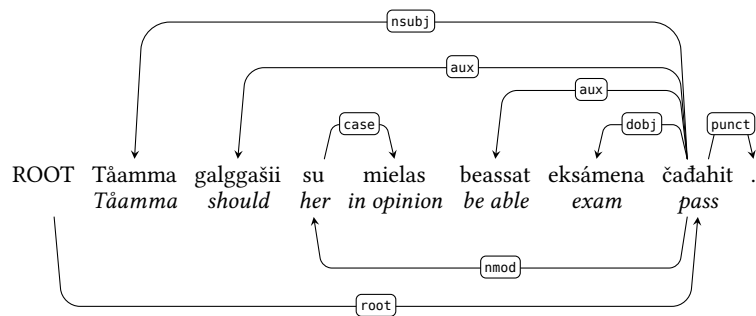 nsubj
aux
aux
case
dobj
punct
ROOT Tåamma galggašii su mielas beassat eksámena čađahit .
Tåamma should her in opinion be able exam pass
nmod
root